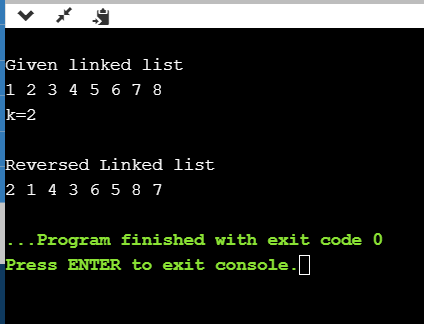 Given linked list
1 2 3 4 5 6 7 8
k=2
Reversed Linked list
2 1 4 3 6 5 8 7
...Program finished with exit code 0
Press ENTER to exit console.